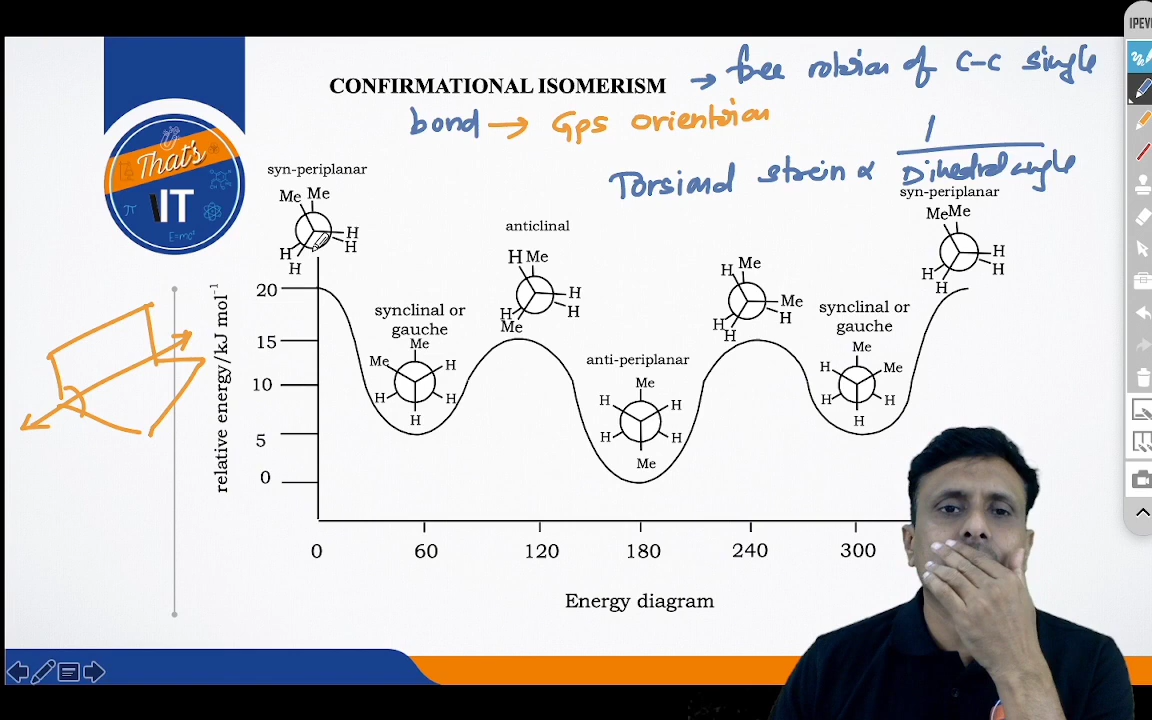 IPEV
CONFIRMATIONAL ISOMERISM → free rotation of C-C single
bond → Gps orientation
Torsional strain ∝ 1
Dihedral angle
That's
IIT
π
E=mc²
syn-periplanar
Me Me
H
H
H
H
anticlinal
H Me
H
H
H
Me
H Me
Me
H
H
H
syn-periplanar
Me Me
H
H
H
H
synclinal or
gauche
Me
Me
H
H
H
H
anti-periplanar
Me
H
H
H
H
Me
synclinal or
gauche
Me
H
Me
H
H
H
relative energy/kJ mol⁻¹
20
15
10
5
0
0 60 120 180 240 300
Energy diagram